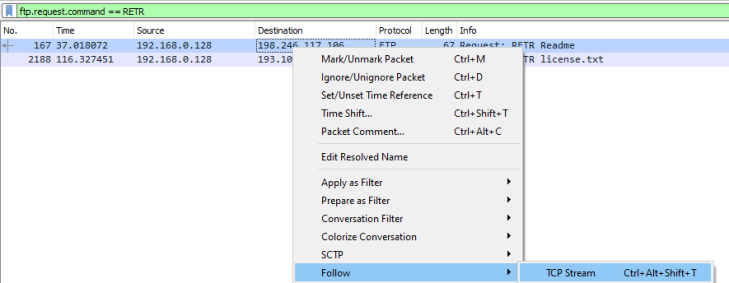 ftp.request.command == RETR
No. Time Source Destination Protocol Length Info
167 37.018072 192.168.0.128 198.246.117.106 FTP 67 Request: RETR Readme
2188 116.327451 192.168.0.128 193.10 TR license.txt
Mark/Unmark Packet Ctrl+M
Ignore/Unignore Packet Ctrl+D
Set/Unset Time Reference Ctrl+T
Time Shift... Ctrl+Shift+T
Packet Comment... Ctrl+Alt+C
Edit Resolved Name
Apply as Filter
Prepare as Filter
Conversation Filter
Colorize Conversation
SCTP
Follow TCP Stream Ctrl+Alt+Shift+T